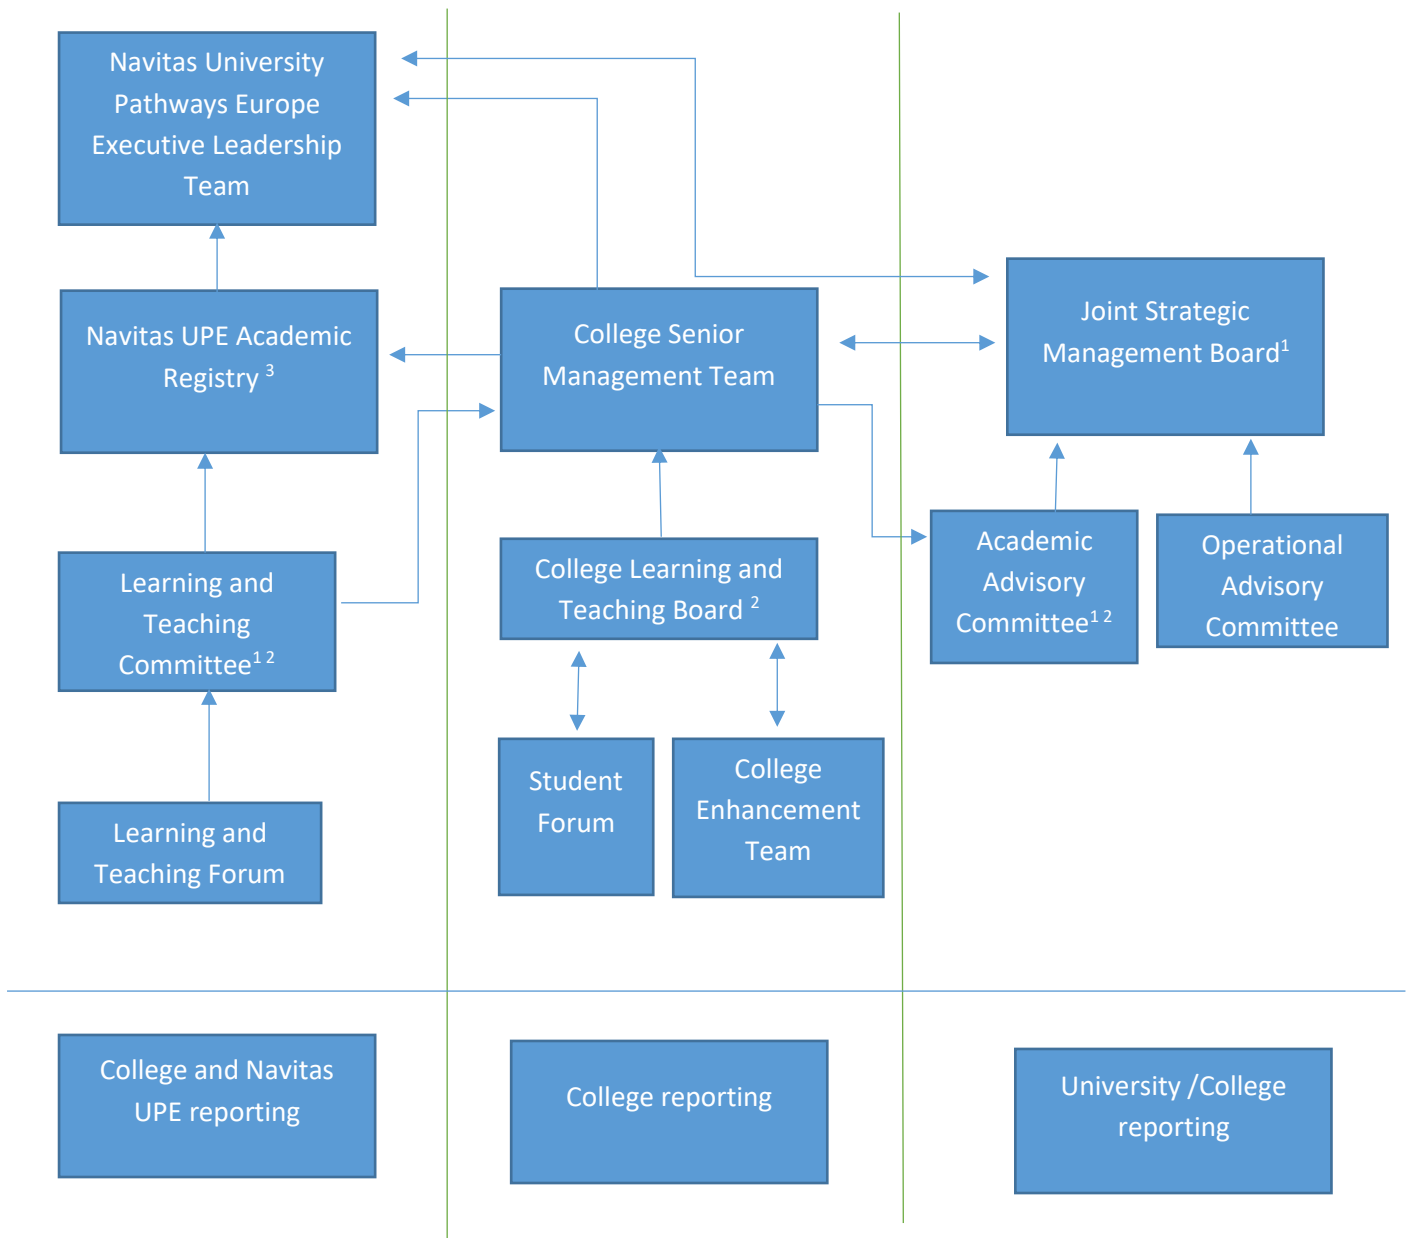 Navitas University
Pathways Europe
Executive Leadership
Team
Navitas UPE Academic
Registry ³
College Senior
Management Team
Joint Strategic
Management Board¹
Learning and
Teaching
Committee¹ ²
College Learning and
Teaching Board ²
Academic
Advisory
Committee¹ ²
Operational
Advisory
Committee
Learning and
Teaching Forum
Student
Forum
College
Enhancement
Team
College and Navitas
UPE reporting
College reporting
University /College
reporting